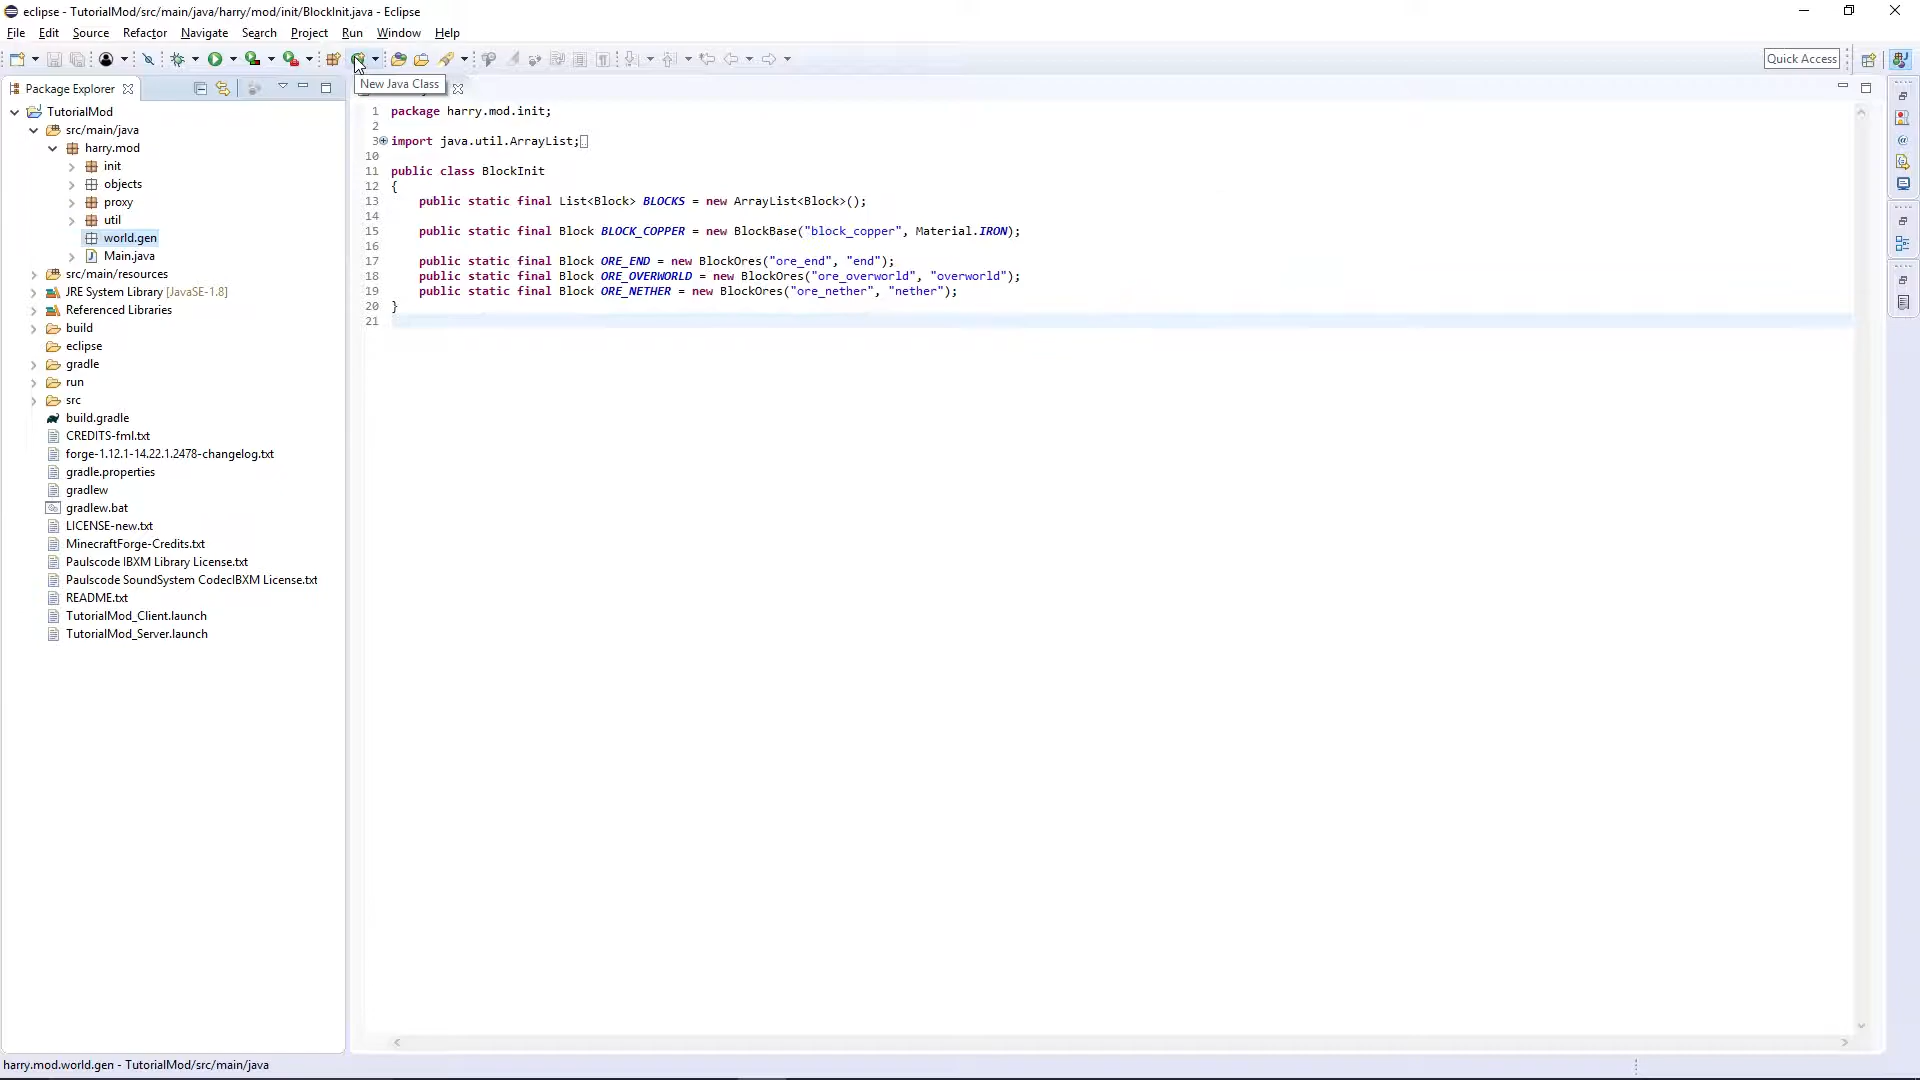 eclipse - TutorialMod/src/main/java/harry/mod/init/BlockInit.java - Eclipse
File Edit Source Refactor Navigate Search Project Run Window Help
Quick Access
Package Explorer
New Java Class
TutorialMod
src/main/java
harry.mod
init
objects
proxy
util
world.gen
Main.java
src/main/resources
JRE System Library [JavaSE-1.8]
Referenced Libraries
build
eclipse
gradle
run
src
build.gradle
CREDITS-fml.txt
forge-1.12.1-14.22.1.2478-changelog.txt
gradle.properties
gradlew
gradlew.bat
LICENSE-new.txt
MinecraftForge-Credits.txt
Paulscode IBXM Library License.txt
Paulscode SoundSystem CodecIBXM License.txt
README.txt
TutorialMod_Client.launch
TutorialMod_Server.launch
1 package harry.mod.init;
2
3 import java.util.ArrayList;
10
11 public class BlockInit
12 {
13 public static final List<Block> BLOCKS = new ArrayList<Block>();
14
15 public static final Block BLOCK_COPPER = new BlockBase("block_copper", Material.IRON);
16
17 public static final Block ORE_END = new BlockOres("ore_end", "end");
18 public static final Block ORE_OVERWORLD = new BlockOres("ore_overworld", "overworld");
19 public static final Block ORE_NETHER = new BlockOres("ore_nether", "nether");
20 }
21
harry.mod.world.gen - TutorialMod/src/main/java